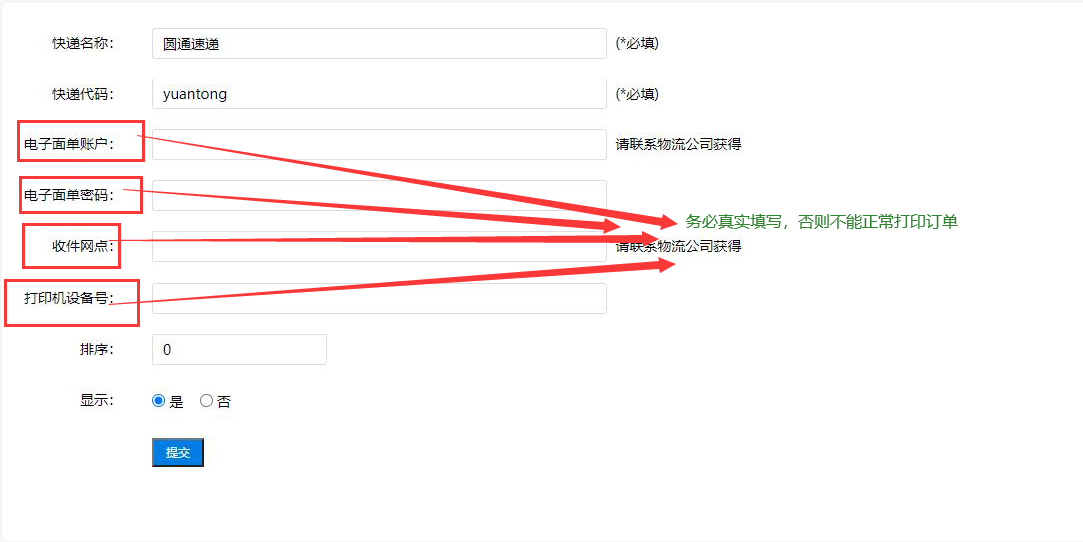 快递名称： 圆通速递 (*必填)
快递代码： yuantong (*必填)
电子面单账户： 请联系物流公司获得
电子面单密码：
务必真实填写，否则不能正常打印订单
收件网点： 请联系物流公司获得
打印机设备号：
排序： 0
显示： 是 否
提交